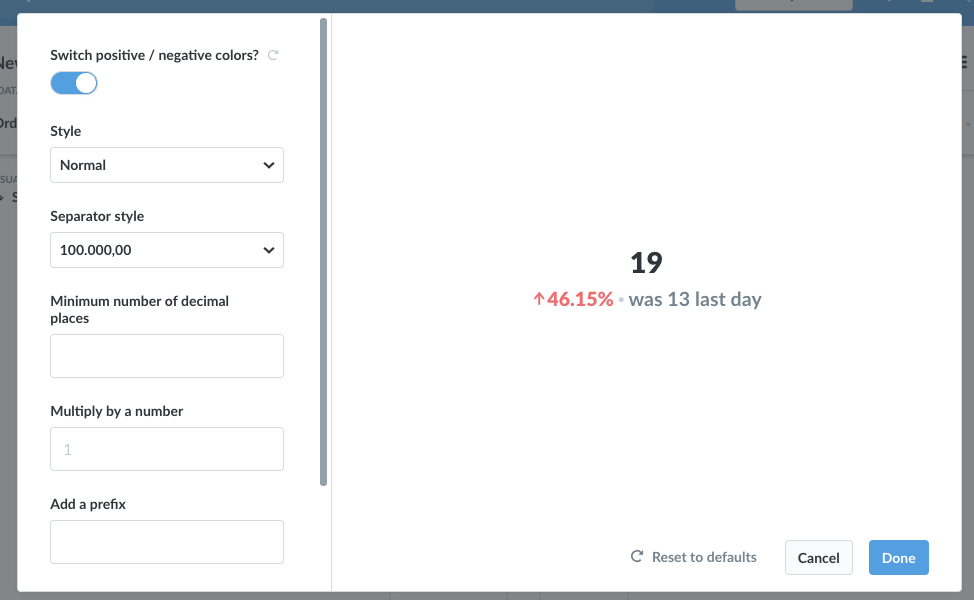 Switch positive / negative colors?
Style
Normal
Separator style
100.000,00
Minimum number of decimal
places
Multiply by a number
1
Add a prefix
19
↑46.15% • was 13 last day
Reset to defaults
Cancel
Done